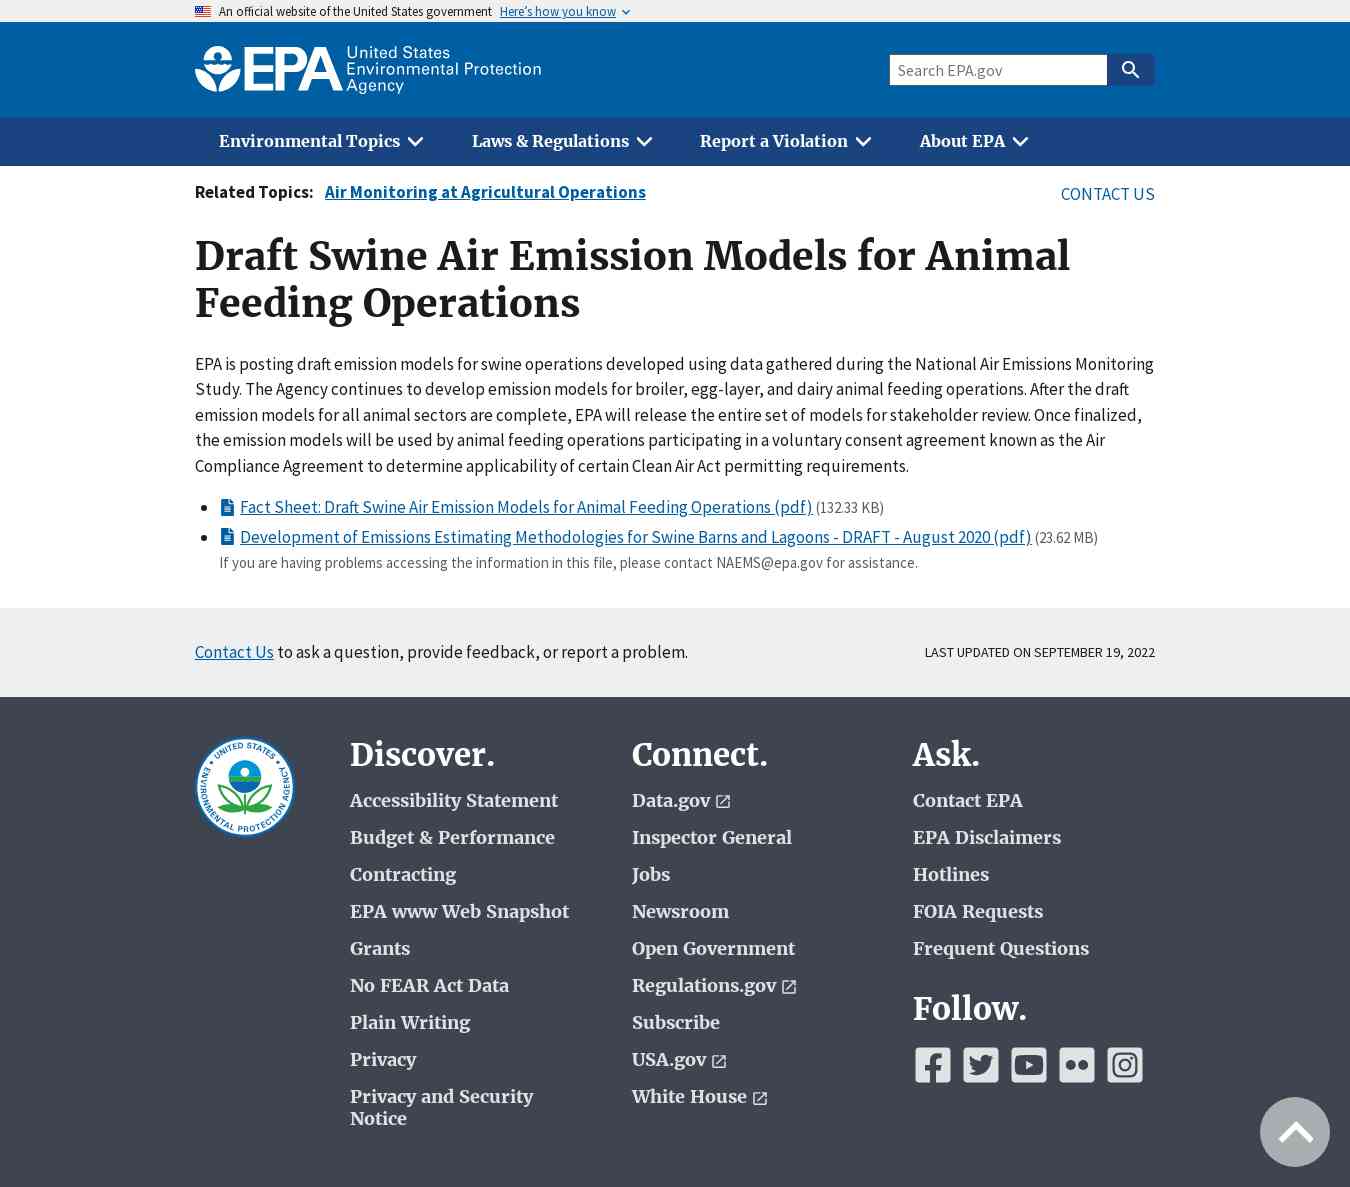 An official website of the United States government Here's how you know
EPA United States
Environmental Protection
Agency
Search EPA.gov
Environmental Topics
Laws & Regulations
Report a Violation
About EPA
Related Topics: Air Monitoring at Agricultural Operations
CONTACT US
Draft Swine Air Emission Models for Animal
Feeding Operations
EPA is posting draft emission models for swine operations developed using data gathered during the National Air Emissions Monitoring
Study. The Agency continues to develop emission models for broiler, egg-layer, and dairy animal feeding operations. After the draft
emission models for all animal sectors are complete, EPA will release the entire set of models for stakeholder review. Once finalized,
the emission models will be used by animal feeding operations participating in a voluntary consent agreement known as the Air
Compliance Agreement to determine applicability of certain Clean Air Act permitting requirements.
Fact Sheet: Draft Swine Air Emission Models for Animal Feeding Operations (pdf) (132.33 KB)
Development of Emissions Estimating Methodologies for Swine Barns and Lagoons - DRAFT - August 2020 (pdf) (23.62 MB)
If you are having problems accessing the information in this file, please contact NAEMS@epa.gov for assistance.
Contact Us to ask a question, provide feedback, or report a problem.
LAST UPDATED ON SEPTEMBER 19, 2022
UNITED STATES
ENVIRONMENTAL PROTECTION AGENCY
Discover.
Accessibility Statement
Budget & Performance
Contracting
EPA www Web Snapshot
Grants
No FEAR Act Data
Plain Writing
Privacy
Privacy and Security
Notice
Connect.
Data.gov
Inspector General
Jobs
Newsroom
Open Government
Regulations.gov
Subscribe
USA.gov
White House
Ask.
Contact EPA
EPA Disclaimers
Hotlines
FOIA Requests
Frequent Questions
Follow.